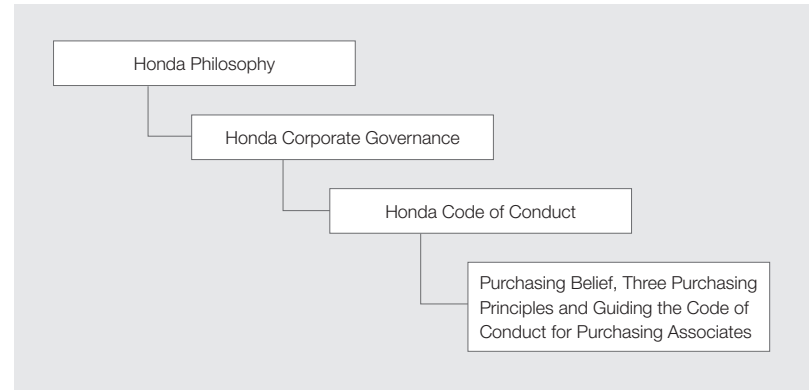 Honda Philosophy
Honda Corporate Governance
Honda Code of Conduct
Purchasing Belief, Three Purchasing
Principles and Guiding the Code of
Conduct for Purchasing Associates